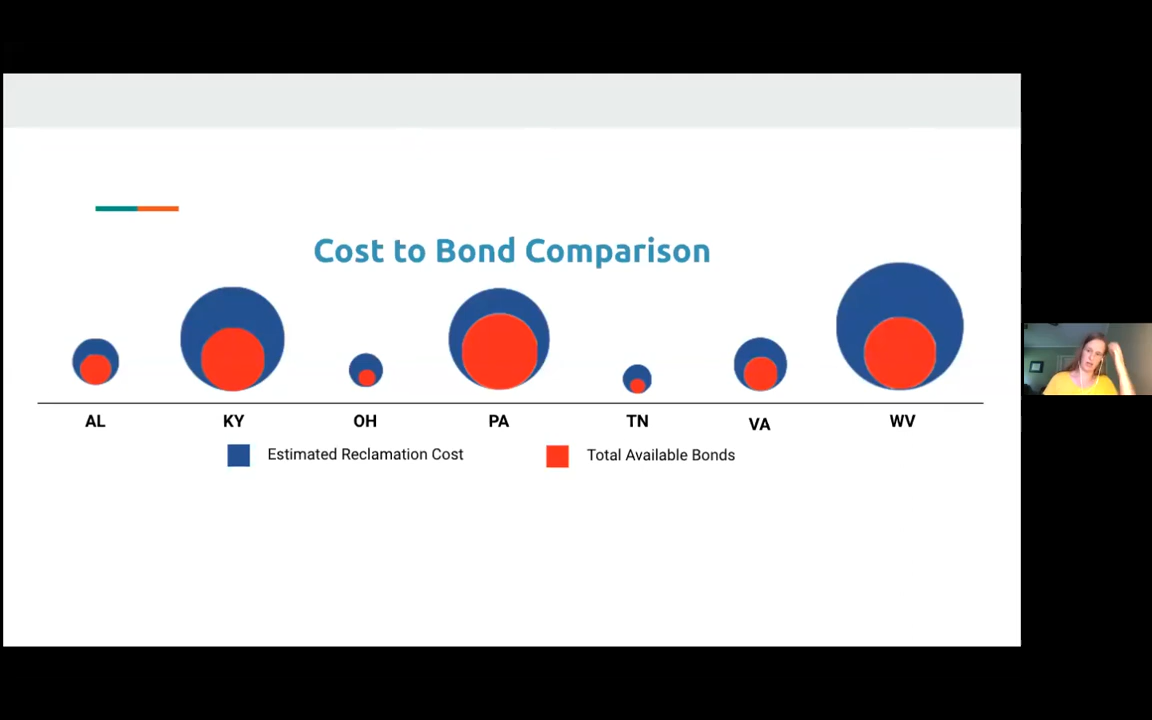 Cost to Bond Comparison
AL KY OH PA TN VA WV
Estimated Reclamation Cost Total Available Bonds